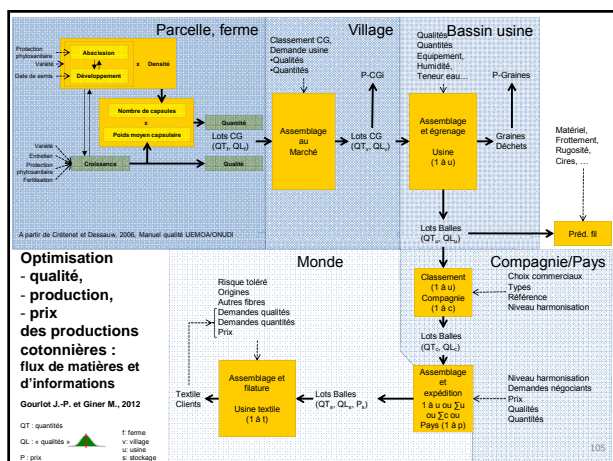 Parcelle, ferme
Village
Bassin usine
Protection
phytosanitaire
Variété
Date de semis
Abscission
Développement
x Densité
Nombre de capsules
x
Poids moyen capsulaire
Variété
Entretien
Protection
phytosanitaire
Fertilisation
Croissance
Quantité
Lots CG
(QTf, QLf)
Qualité
Classement CG,
Demande usine
•Qualités
•Quantités
Assemblage
au
Marché
P-CGi
Lots CG
(QTv, QLv)
Qualités
Quantités
Equipement,
Humidité,
Teneur eau…
Assemblage
et égrenage
Usine
(1 à u)
P-Graines
Graines
Déchets
Matériel,
Frottement,
Rugosité,
Cires, …
Préd. fil
Lots Balles
(QTu, QLu)
A partir de Crétenet et Dessauw, 2006, Manuel qualité UEMOA/ONUDI
Optimisation
- qualité,
- production,
- prix
des productions
cotonnières :
flux de matières et
d'informations
Gourlot J.-P. et Giner M., 2012
QT : quantités
QL : « qualités »
P : prix
f: ferme
v: village
u: usine
s: stockage
Monde
Risque toléré
Origines
Autres fibres
Demandes qualités
Demandes quantités
Prix
Textile
Clients
Assemblage et
filature
Usine textile
(1 à t)
Lots Balles
(QTs, QLs, Ps)
Compagnie/Pays
Classement
(1 à u)
Compagnie
(1 à c)
Choix commerciaux
Types
Référence
Niveau harmonisation
Lots Balles
(QTc, QLc)
Assemblage
et
expédition
1 à u ou ∑u
ou ∑c ou
Pays (1 à p)
Niveau harmonisation
Demandes négociants
Prix
Qualités
Quantités
105